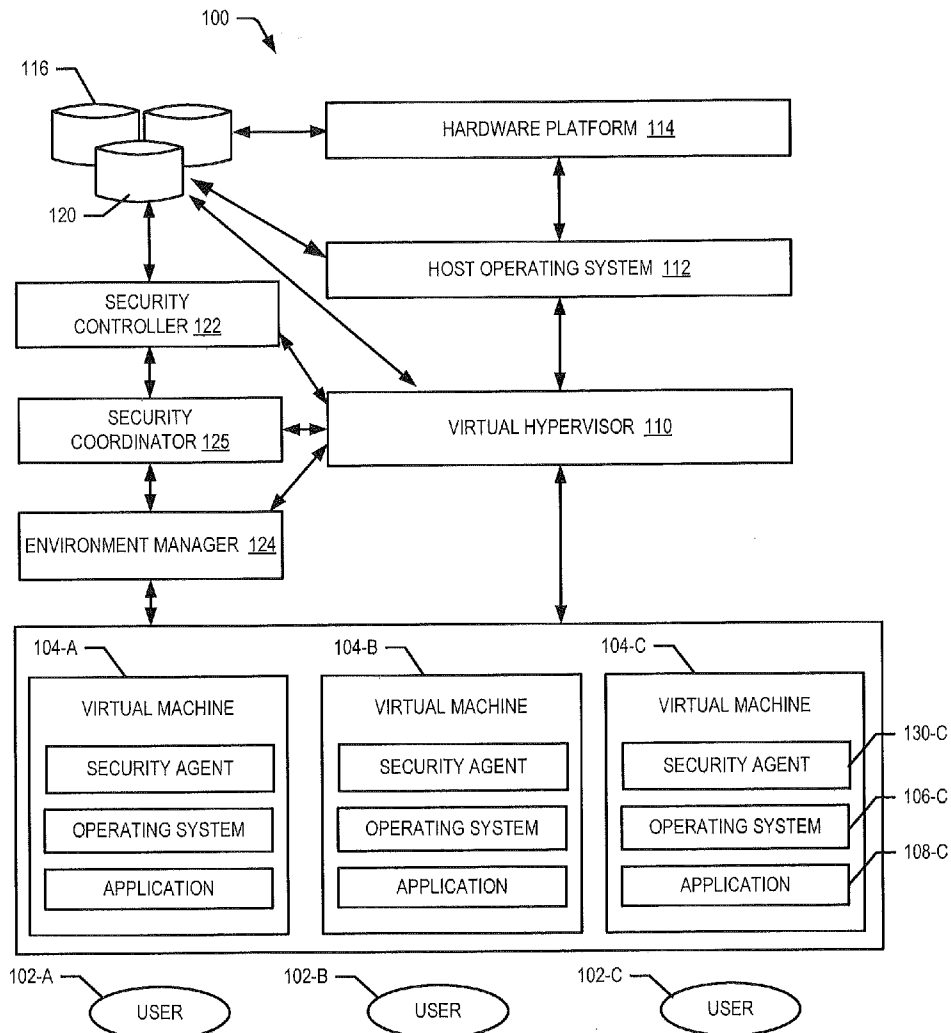 100
116
HARDWARE PLATFORM 114
120
HOST OPERATING SYSTEM 112
SECURITY
CONTROLLER 122
SECURITY
COORDINATOR 125
VIRTUAL HYPERVISOR 110
ENVIRONMENT MANAGER 124
104-A
104-B
104-C
VIRTUAL MACHINE
VIRTUAL MACHINE
VIRTUAL MACHINE
130-C
SECURITY AGENT
SECURITY AGENT
SECURITY AGENT
106-C
OPERATING SYSTEM
OPERATING SYSTEM
OPERATING SYSTEM
108-C
APPLICATION
APPLICATION
APPLICATION
102-A
102-B
102-C
USER
USER
USER